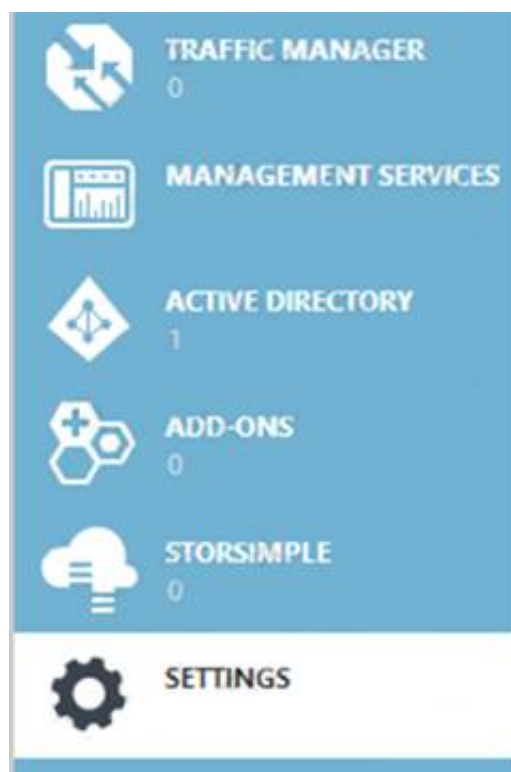 TRAFFIC MANAGER
0
MANAGEMENT SERVICES
ACTIVE DIRECTORY
1
ADD-ONS
0
STORSIMPLE
0
SETTINGS